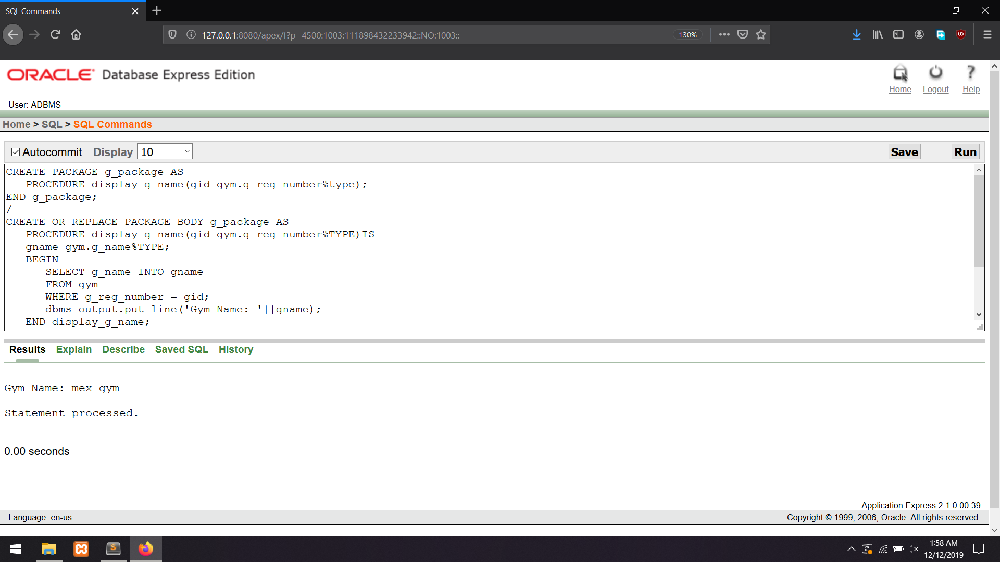 SQL Commands
127.0.0.1:8080/apex/f?p=4500:1003:111898432233942::NO:1003::
130%
ORACLE Database Express Edition
Home Logout Help
User: ADBMS
Home > SQL > SQL Commands
Autocommit Display 10 Save Run
CREATE PACKAGE g_package AS
PROCEDURE display_g_name(gid gym.g_reg_number%type);
END g_package;
/
CREATE OR REPLACE PACKAGE BODY g_package AS
PROCEDURE display_g_name(gid gym.g_reg_number%TYPE)IS
gname gym.g_name%TYPE;
BEGIN
SELECT g_name INTO gname
FROM gym
WHERE g_reg_number = gid;
dbms_output.put_line('Gym Name: '||gname);
END display_g_name;
Results Explain Describe Saved SQL History
Gym Name: mex_gym
Statement processed.
0.00 seconds
Application Express 2.1.0.00.39
Language: en-us Copyright © 1999, 2006, Oracle. All rights reserved.
1:58 AM
12/12/2019